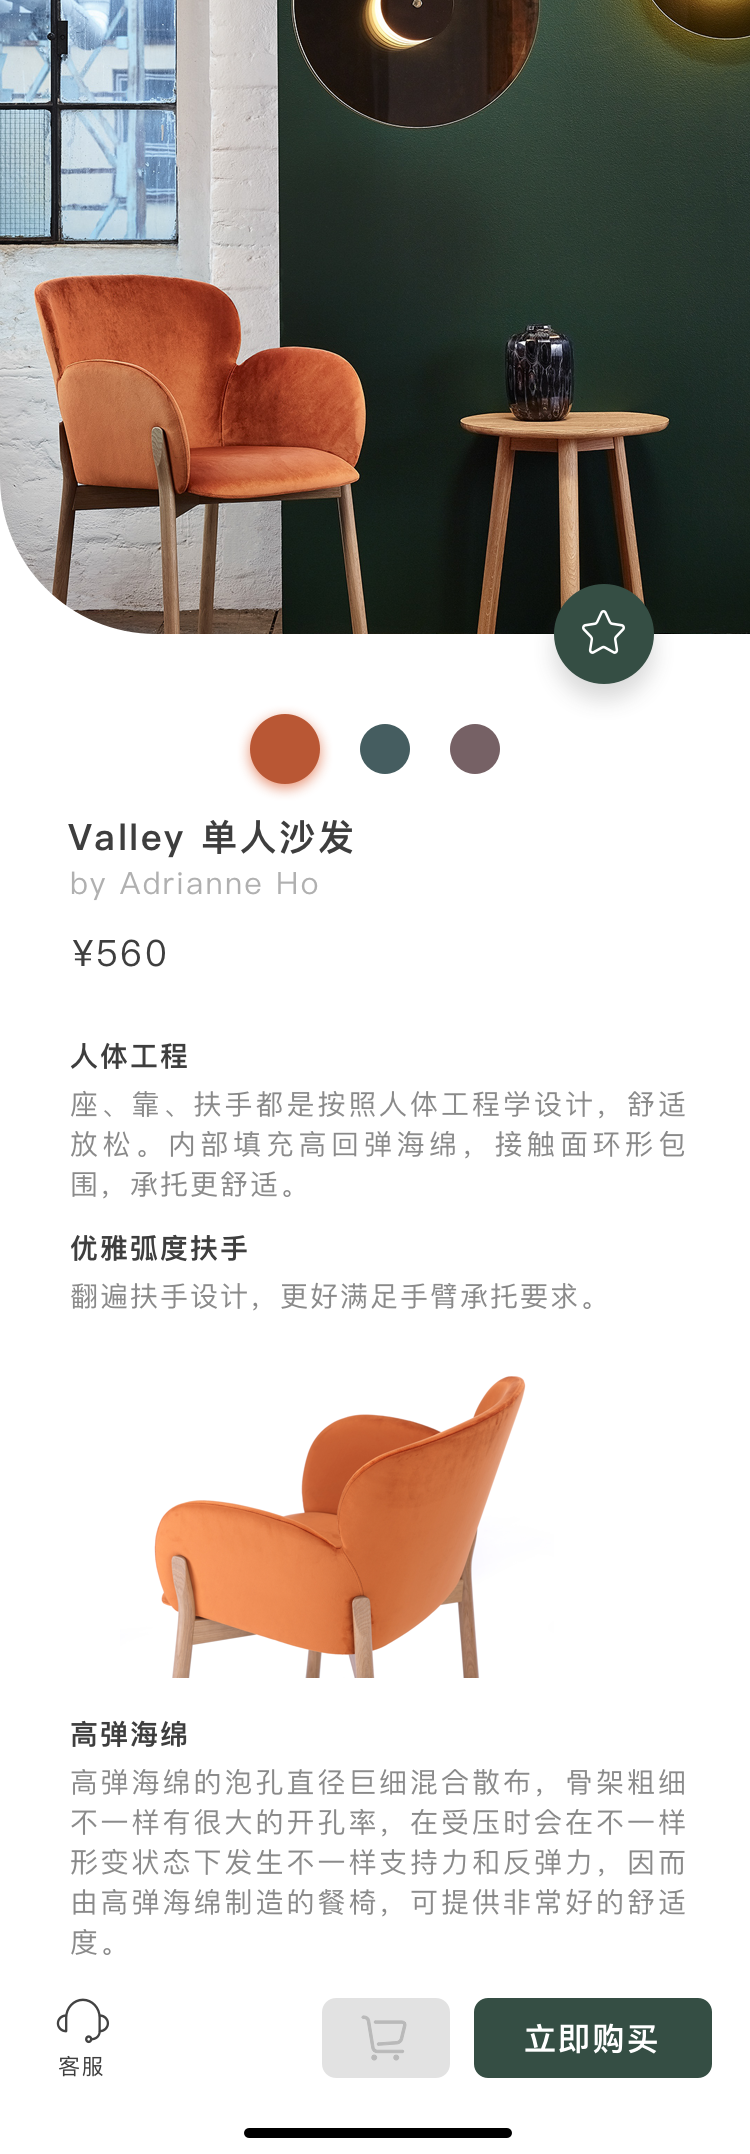 Valley 单人沙发
by Adrianne Ho
¥560
人体工程
座、靠、扶手都是按照人体工程学设计，舒适
放松。内部填充高回弹海绵，接触面环形包
围，承托更舒适。
优雅弧度扶手
翻遍扶手设计，更好满足手臂承托要求。
高弹海绵
高弹海绵的泡孔直径巨细混合散布，骨架粗细
不一样有很大的开孔率，在受压时会在不一样
形变状态下发生不一样支持力和反弹力，因而
由高弹海绵制造的餐椅，可提供非常好的舒适
度。
客服
立即购买